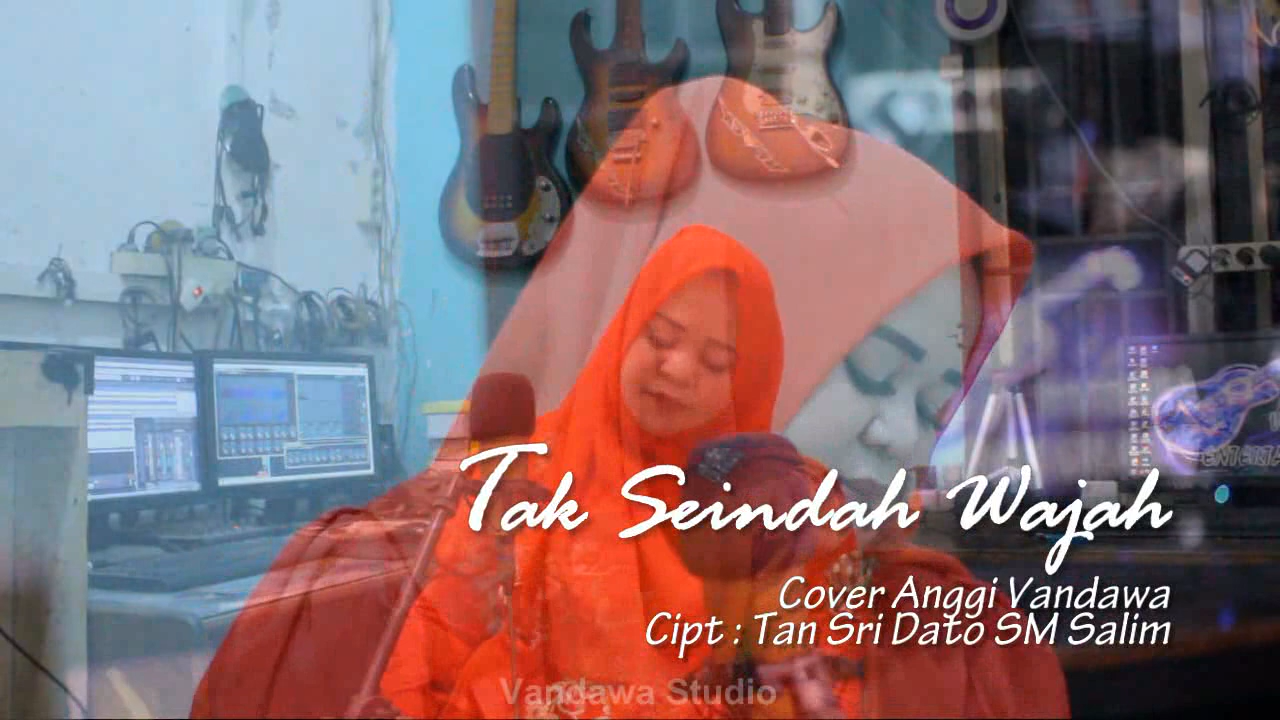 Tak Seindah Wajah
Cover Anggi Vandawa
Cipt : Tan Sri Dato SM Salim
Vandawa Studio